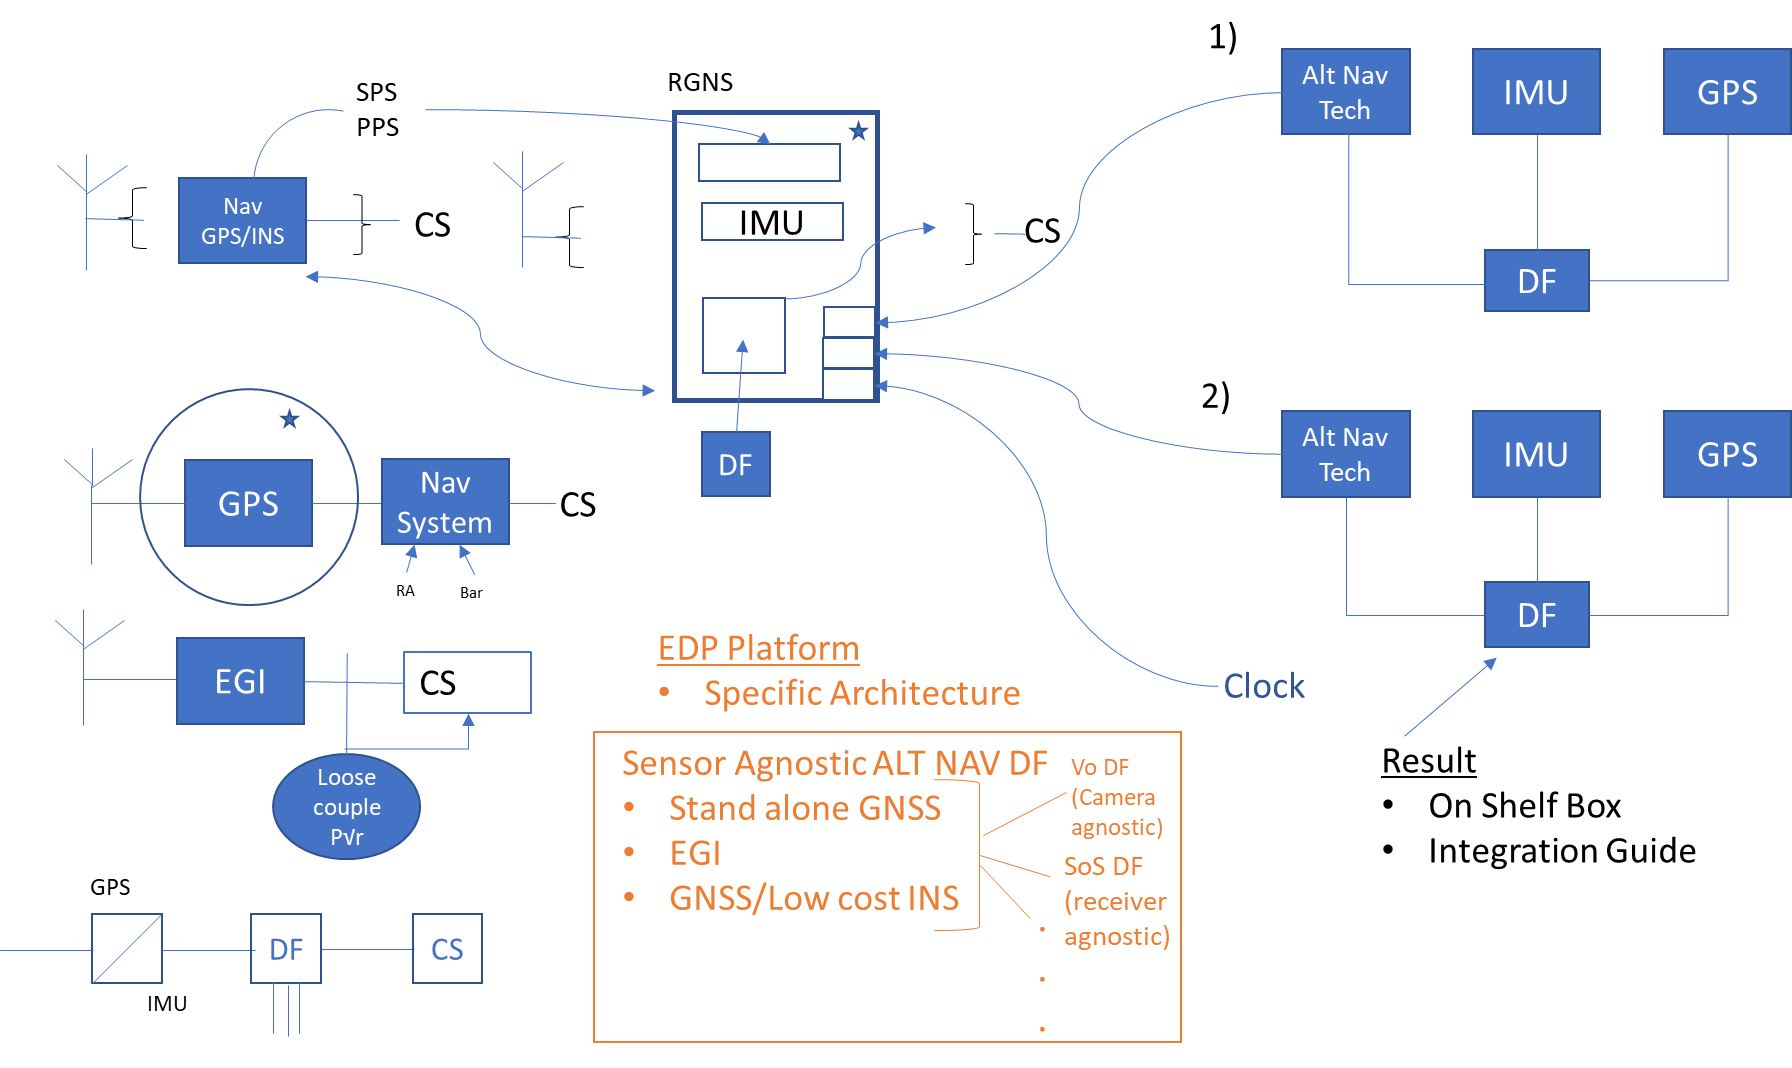 SPS
PPS
Nav
GPS/INS
CS
RGNS
IMU
CS
DF
1)
Alt Nav
Tech
IMU
GPS
DF
2)
Alt Nav
Tech
IMU
GPS
DF
Clock
GPS
Nav
System
CS
RA
Bar
EGI
CS
Loose
couple
P√r
GPS
IMU
DF
CS
EDP Platform
• Specific Architecture
Sensor Agnostic ALT NAV DF
• Stand alone GNSS
• EGI
• GNSS/Low cost INS
Vo DF
(Camera
agnostic)
SoS DF
(receiver
agnostic)
.
.
.
Result
• On Shelf Box
• Integration Guide